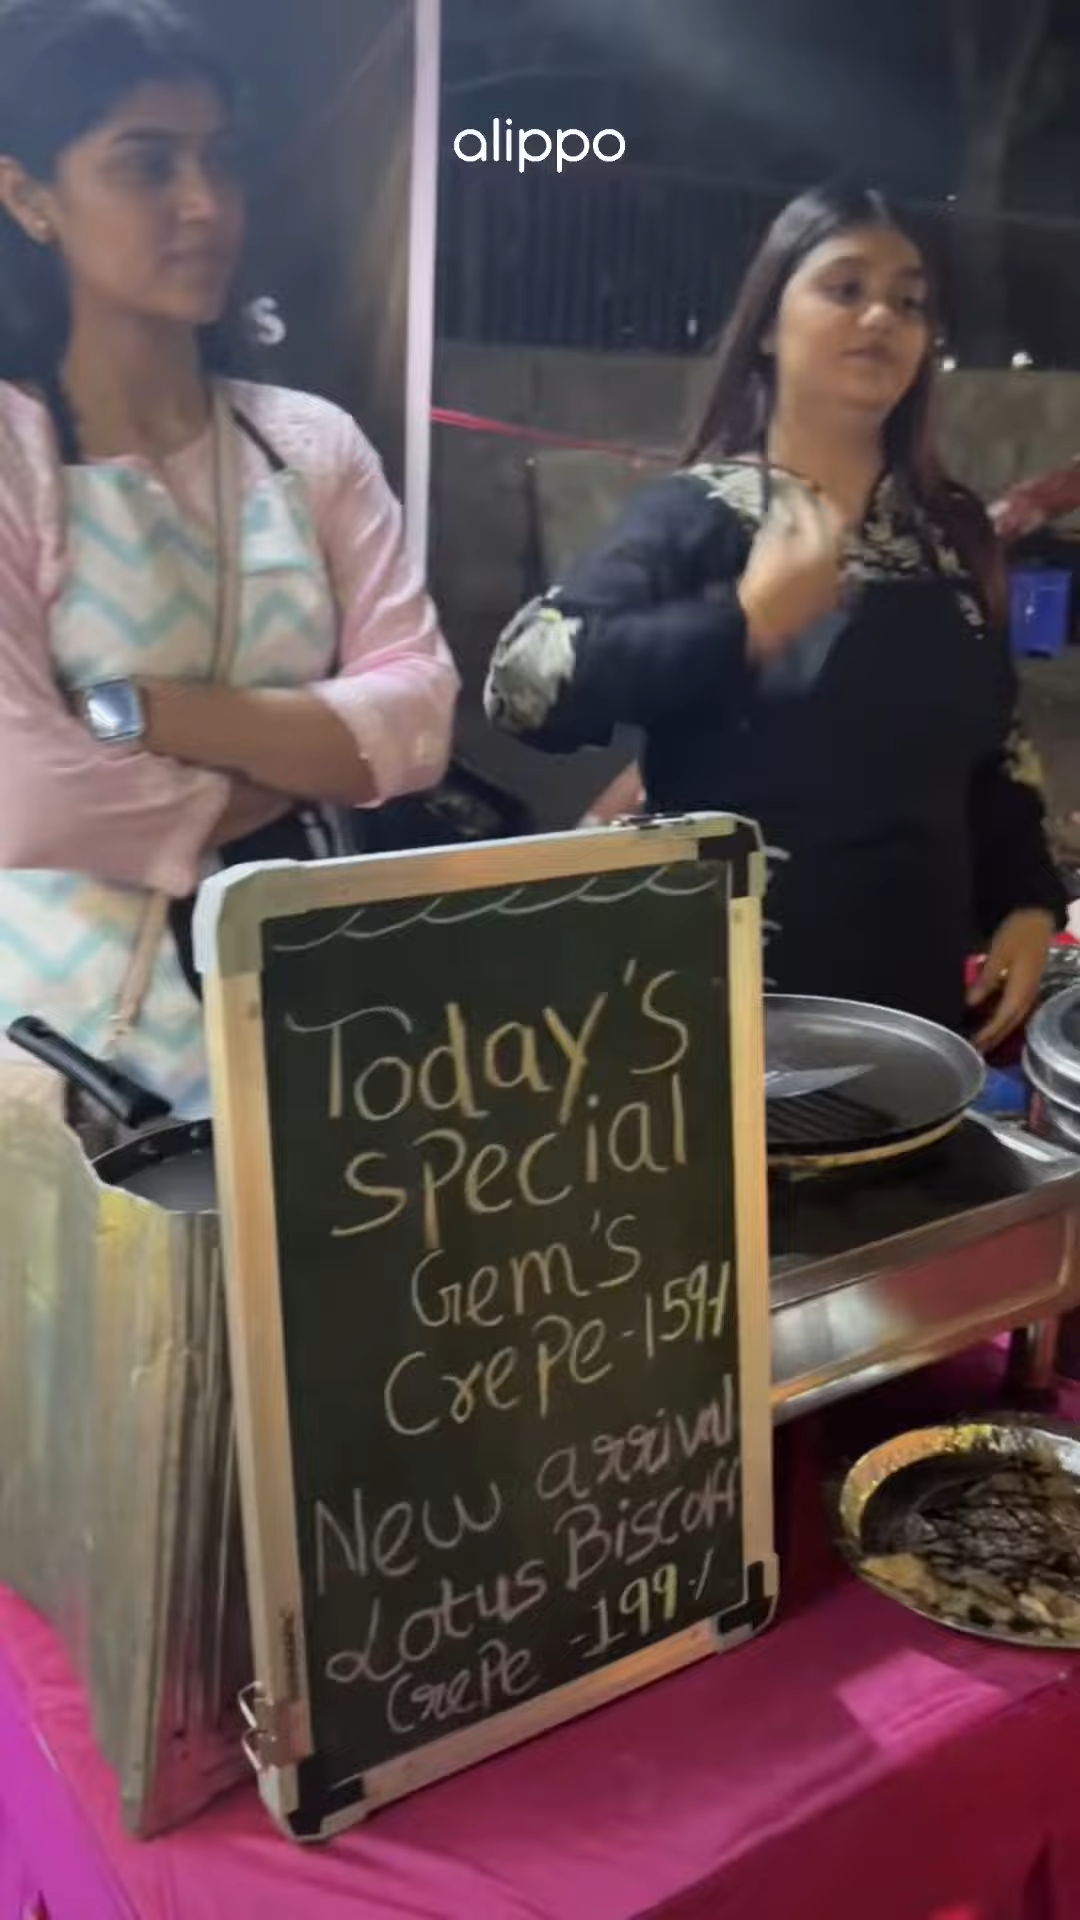 alippo
S
Today's
Special
Gem's
Crepe-159/
New arrival
Lotus Biscoff
Crepe -199./